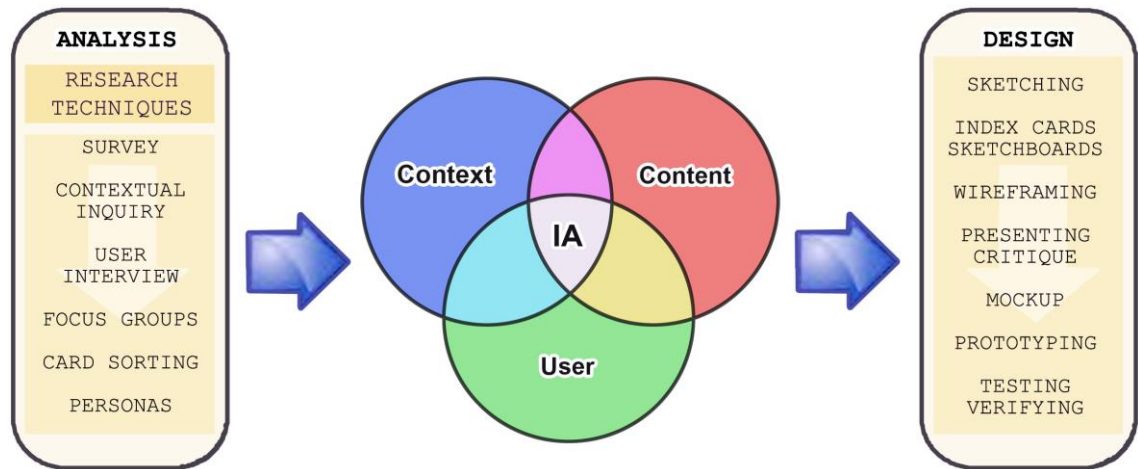 ANALYSIS
RESEARCH
TECHNIQUES
SURVEY
CONTEXTUAL
INQUIRY
USER
INTERVIEW
FOCUS GROUPS
CARD SORTING
PERSONAS
Context
Content
IA
User
DESIGN
SKETCHING
INDEX CARDS
SKETCHBOARDS
WIREFRAMING
PRESENTING
CRITIQUE
MOCKUP
PROTOTYPING
TESTING
VERIFYING